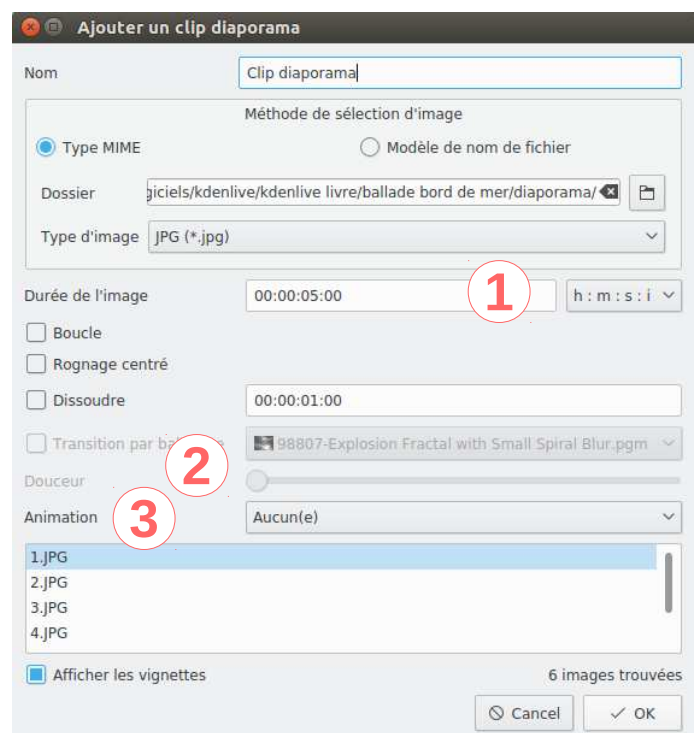 Ajouter un clip diaporama
Nom Clip diaporama
Méthode de sélection d'image
Type MIME Modèle de nom de fichier
Dossier giciels/kdenlive/kdenlive livre/ballade bord de mer/diaporama/
Type d'image JPG (*.jpg)
Durée de l'image 00:00:05:00 1 h : m : s : i
Boucle
Rognage centré
Dissoudre 00:00:01:00
Transition par 98807-Explosion Fractal with Small Spiral Blur.pgm
2
Douceur
Animation 3 Aucun(e)
1.JPG
2.JPG
3.JPG
4.JPG
Afficher les vignettes 6 images trouvées
Cancel OK